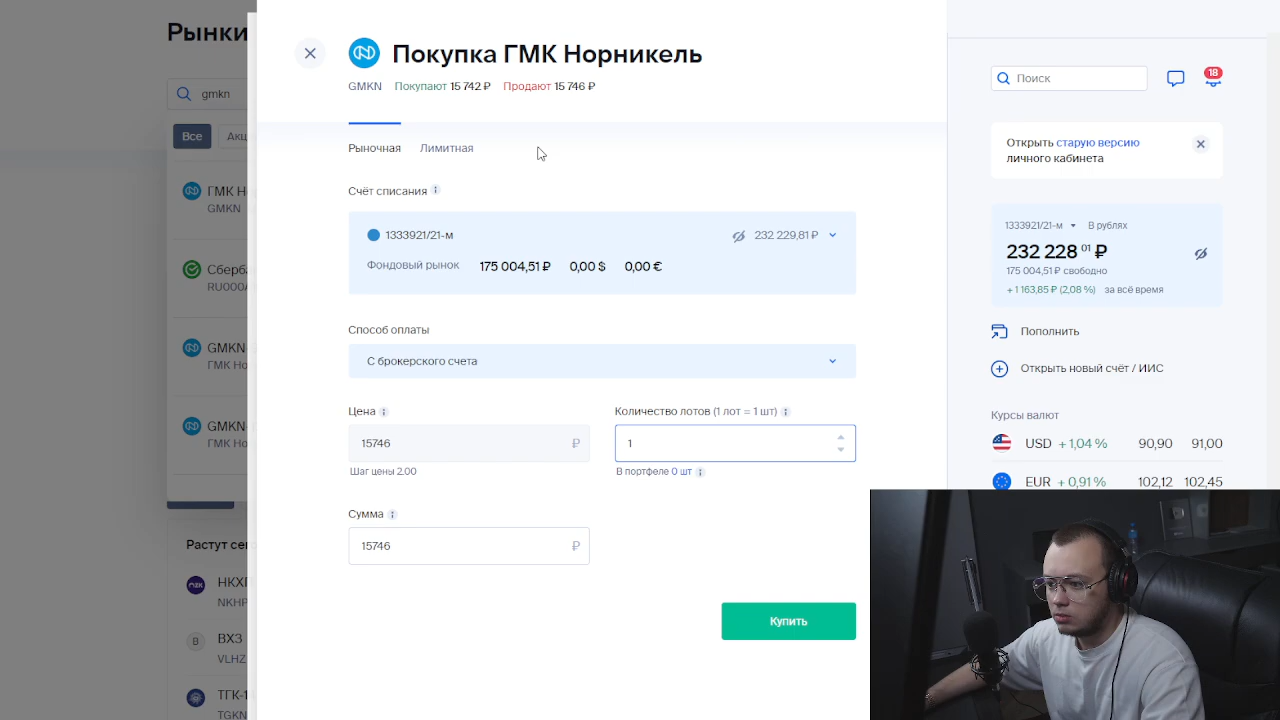 Рынки
gmkn
Все
Акц
ГМК Н
GMKN
Сберба
RU000A
GMKN-
ГМК Но
GMKN-
ГМК Но
Растут сег
НКХП
NKHP
В
ВХЗ
VLHZ
ТГК-1
TGKN
Покупка ГМК Норникель
GMKN Покупают 15 742 ₽ Продают 15 746 ₽
Рыночная Лимитная
Счёт списания
1333921/21-м 232 229,81 ₽
Фондовый рынок 175 004,51 ₽ 0,00 $ 0,00 €
Способ оплаты
С брокерского счета
Цена Количество лотов (1 лот = 1 шт)
15746 ₽ 1
Шаг цены 2,00 В портфеле 0 шт
Сумма
15746 ₽
Купить
Поиск
18
Открыть старую версию
личного кабинета
1333921/21-м В рублях
232 228 01 ₽
175 004,51 ₽ свободно
+ 1 163,85 ₽ (2,08 %) за всё время
Пополнить
Открыть новый счёт / ИИС
Курсы валют
USD + 1,04 % 90,90 91,00
EUR + 0,91 % 102,12 102,45